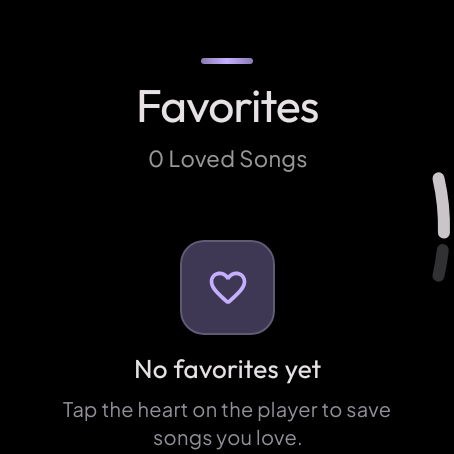 Favorites
0 Loved Songs
No favorites yet
Tap the heart on the player to save
songs you love.